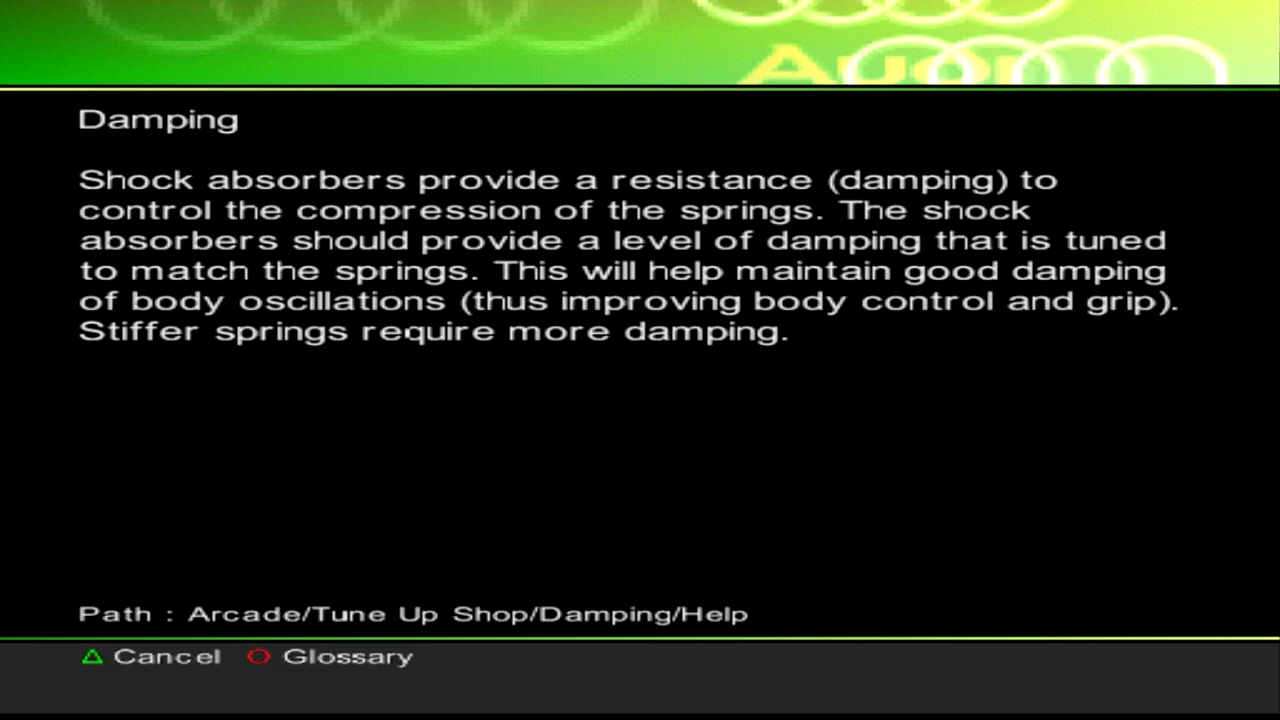 Audi
Damping
Shock absorbers provide a resistance (damping) to
control the compression of the springs. The shock
absorbers should provide a level of damping that is tuned
to match the springs. This will help maintain good damping
of body oscillations (thus improving body control and grip).
Stiffer springs require more damping.
Path : Arcade/Tune Up Shop/Damping/Help
Cancel Glossary